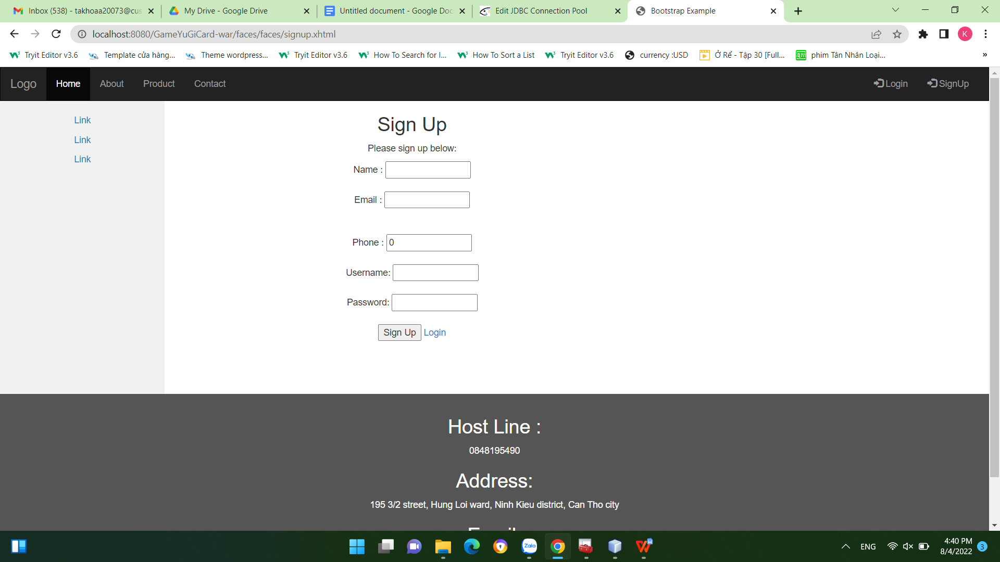 Inbox (538) - takhoaa20073@cus
My Drive - Google Drive
Untitled document - Google Doc
Edit JDBC Connection Pool
Bootstrap Example
localhost:8080/GameYuGiCard-war/faces/faces/signup.xhtml
K
Tryit Editor v3.6
Template cửa hàng...
Theme wordpress...
Tryit Editor v3.6
How To Search for I...
How To Sort a List
Tryit Editor v3.6
currency :USD
Ở Rể - Tập 30 [Full...
phim Tân Nhân Loại...
»
Logo
Home
About
Product
Contact
Login
SignUp
Link
Link
Link
Sign Up
Please sign up below:
Name :
Email :
Phone : 0
Username:
Password:
Sign Up Login
Host Line :
0848195490
Address:
195 3/2 street, Hung Loi ward, Ninh Kieu district, Can Tho city
Zalo
ENG
4:40 PM
8/4/2022
3